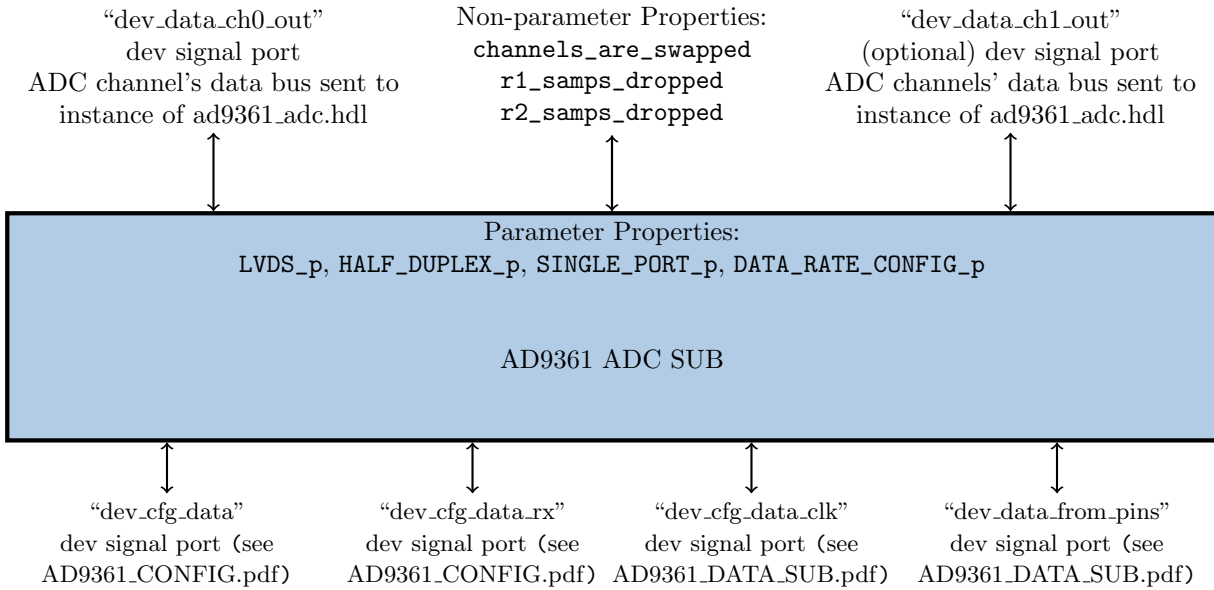 “dev_data_ch0_out”
dev signal port
ADC channel's data bus sent to
instance of ad9361_adc.hdl
Non-parameter Properties:
channels_are_swapped
r1_samps_dropped
r2_samps_dropped
“dev_data_ch1_out”
(optional) dev signal port
ADC channels' data bus sent to
instance of ad9361_adc.hdl
Parameter Properties:
LVDS_p, HALF_DUPLEX_p, SINGLE_PORT_p, DATA_RATE_CONFIG_p
AD9361 ADC SUB
“dev_cfg_data”
dev signal port (see
AD9361_CONFIG.pdf)
“dev_cfg_data_rx”
dev signal port (see
AD9361_CONFIG.pdf)
“dev_cfg_data_clk”
dev signal port (see
AD9361_DATA_SUB.pdf)
“dev_data_from_pins”
dev signal port (see
AD9361_DATA_SUB.pdf)